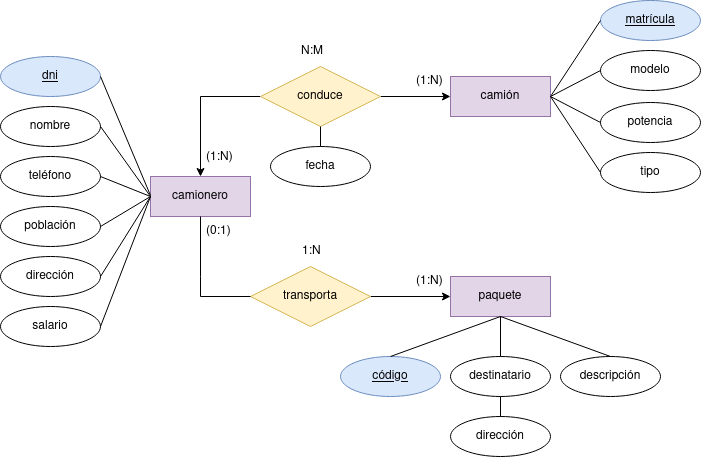 matrícula
N:M
dni
modelo
(1:N)
conduce
camión
nombre
potencia
(1:N)
fecha
teléfono
tipo
camionero
población
(0:1)
1:N
dirección
(1:N)
transporta
paquete
salario
código
destinatario
descripción
dirección